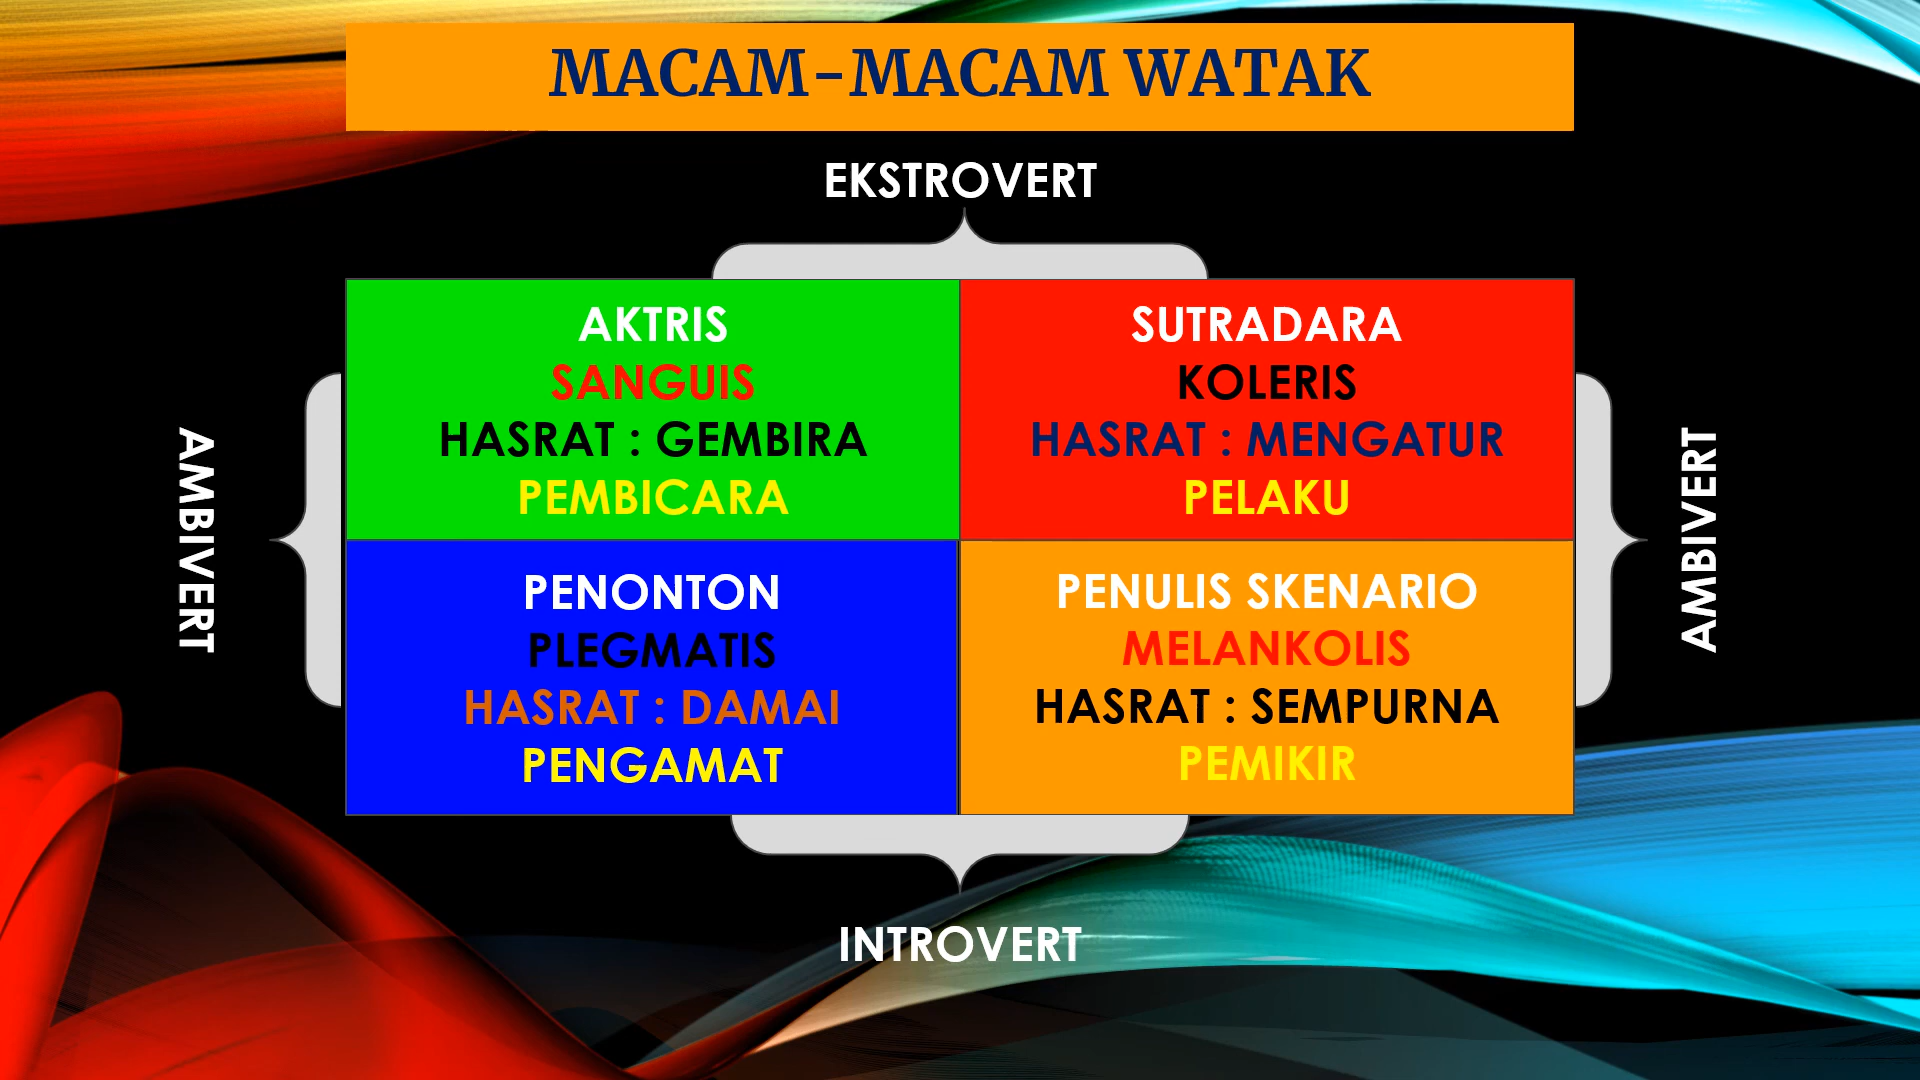 MACAM-MACAM WATAK
EKSTROVERT
AKTRIS
SANGUIS
HASRAT : GEMBIRA
PEMBICARA
SUTRADARA
KOLERIS
HASRAT : MENGATUR
PELAKU
AMBIVERT
AMBIVERT
PENONTON
PLEGMATIS
HASRAT : DAMAI
PENGAMAT
PENULIS SKENARIO
MELANKOLIS
HASRAT : SEMPURNA
PEMIKIR
INTROVERT